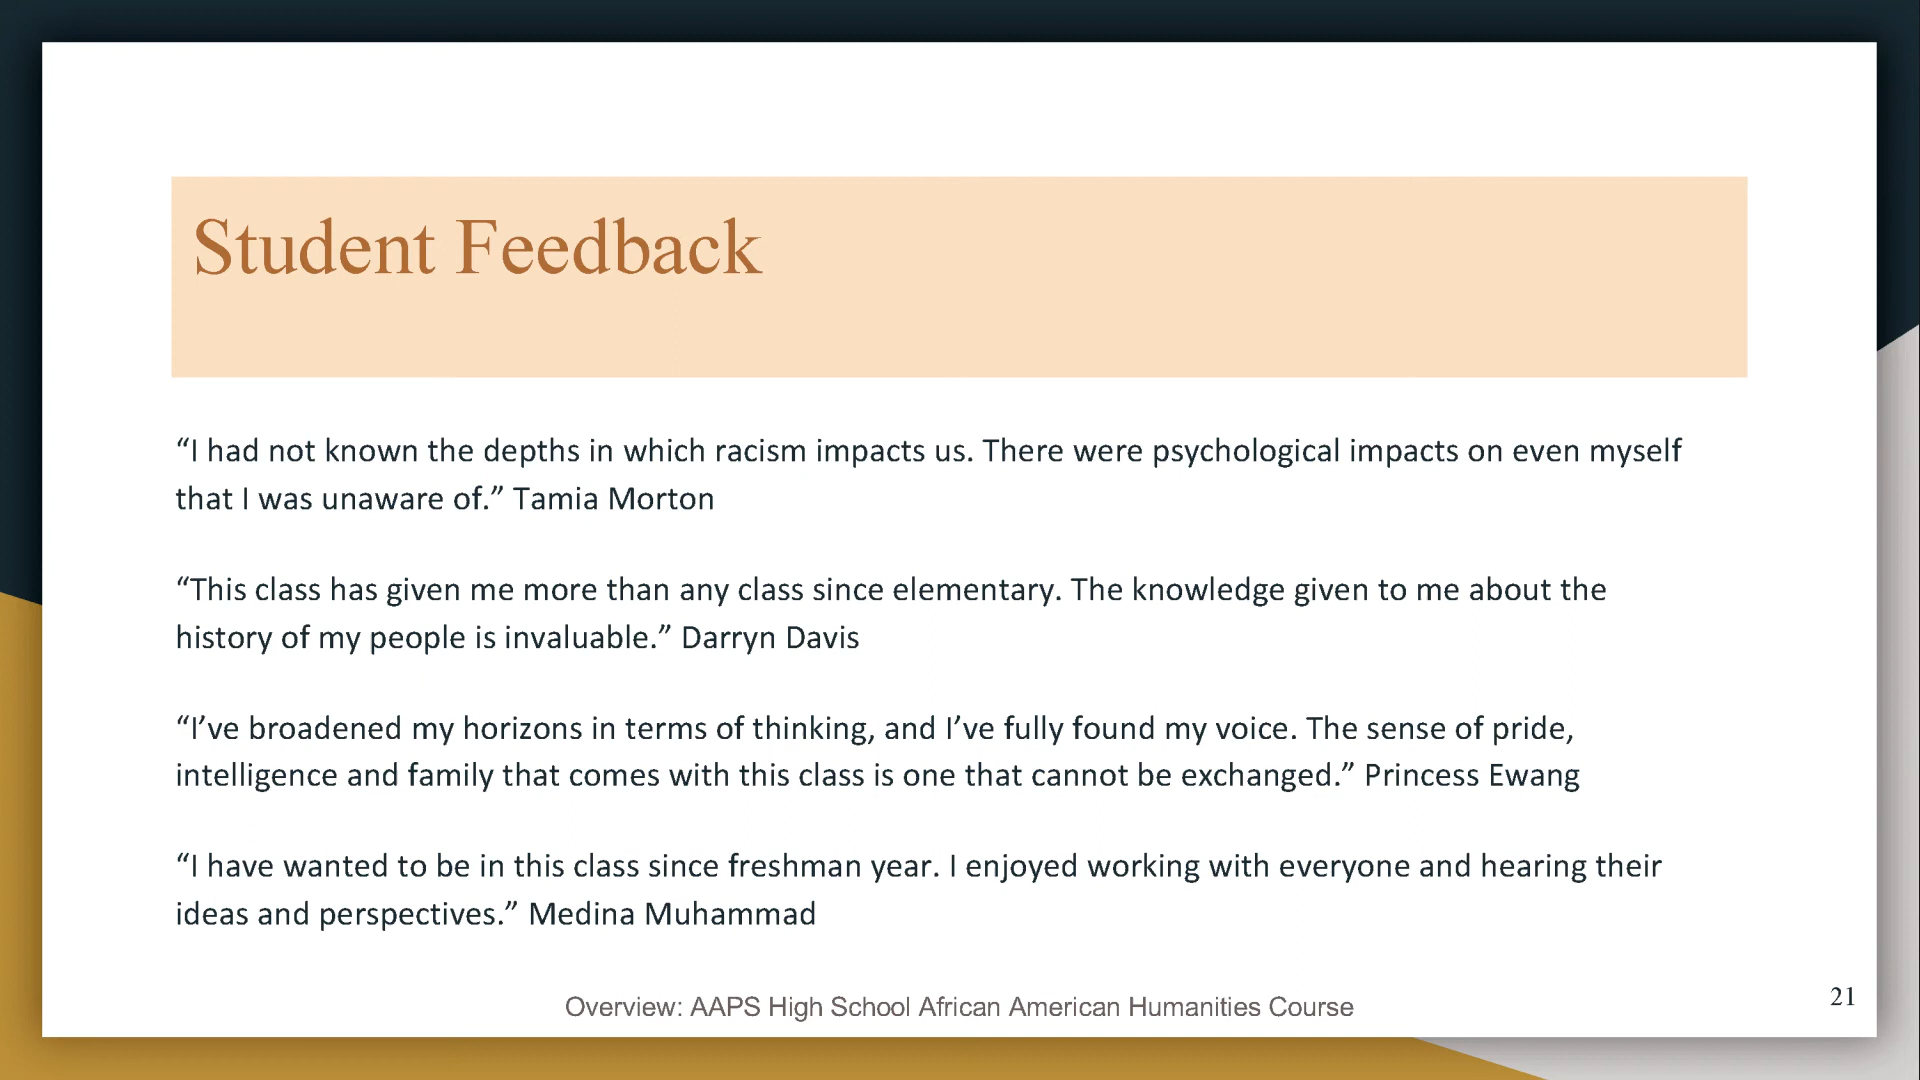 Student Feedback
“I had not known the depths in which racism impacts us. There were psychological impacts on even myself
that I was unaware of.” Tamia Morton
“This class has given me more than any class since elementary. The knowledge given to me about the
history of my people is invaluable.” Darryn Davis
“I’ve broadened my horizons in terms of thinking, and I’ve fully found my voice. The sense of pride,
intelligence and family that comes with this class is one that cannot be exchanged.” Princess Ewang
“I have wanted to be in this class since freshman year. I enjoyed working with everyone and hearing their
ideas and perspectives.” Medina Muhammad
Overview: AAPS High School African American Humanities Course
21